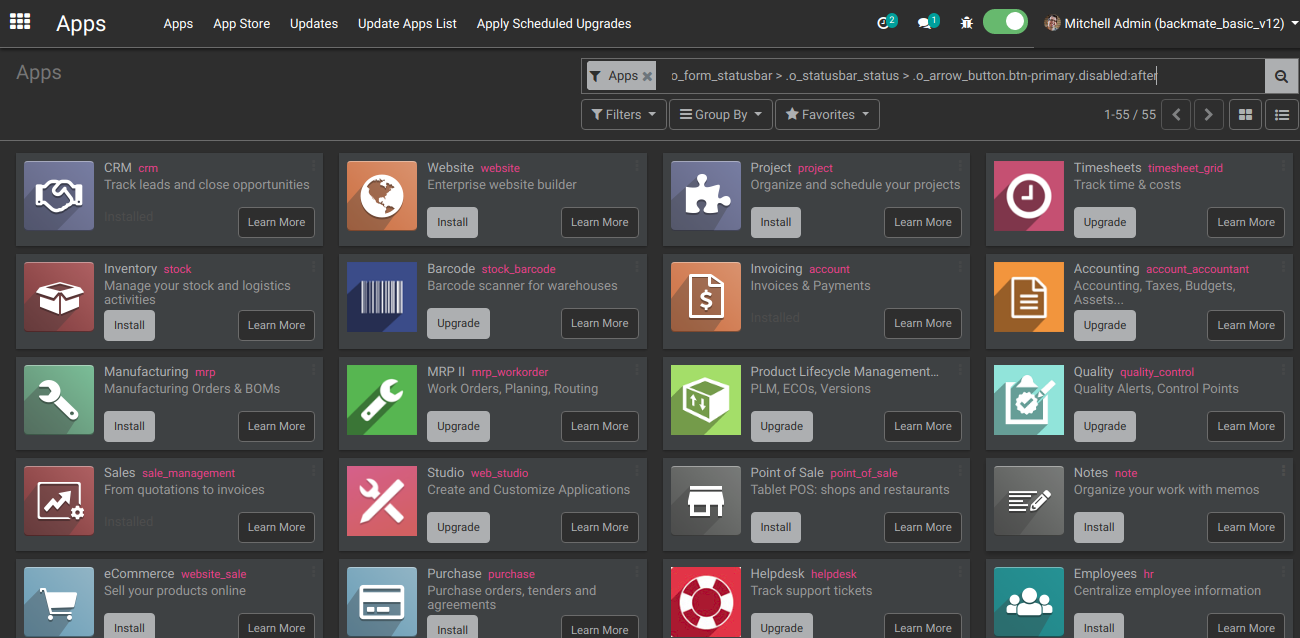 Apps Apps App Store Updates Update Apps List Apply Scheduled Upgrades 2 1 Mitchell Admin (backmate_basic_v12)
Apps Apps o_form_statusbar > .o_statusbar_status > .o_arrow_button.btn-primary.disabled:after
Filters Group By Favorites 1-55 / 55
CRM crm
Track leads and close opportunities
Installed Learn More
Website website
Enterprise website builder
Install Learn More
Project project
Organize and schedule your projects
Install Learn More
Timesheets timesheet_grid
Track time & costs
Upgrade Learn More
Inventory stock
Manage your stock and logistics
activities
Install Learn More
Barcode stock_barcode
Barcode scanner for warehouses
Upgrade Learn More
Invoicing account
Invoices & Payments
Installed Learn More
Accounting account_accountant
Accounting, Taxes, Budgets,
Assets...
Upgrade Learn More
Manufacturing mrp
Manufacturing Orders & BOMs
Install Learn More
MRP II mrp_workorder
Work Orders, Planing, Routing
Upgrade Learn More
Product Lifecycle Management...
PLM, ECOs, Versions
Upgrade Learn More
Quality quality_control
Quality Alerts, Control Points
Upgrade Learn More
Sales sale_management
From quotations to invoices
Installed Learn More
Studio web_studio
Create and Customize Applications
Upgrade Learn More
Point of Sale point_of_sale
Tablet POS: shops and restaurants
Install Learn More
Notes note
Organize your work with memos
Install Learn More
eCommerce website_sale
Sell your products online
Install Learn More
Purchase purchase
Purchase orders, tenders and
agreements
Install Learn More
Helpdesk helpdesk
Track support tickets
Upgrade Learn More
Employees hr
Centralize employee information
Install Learn More